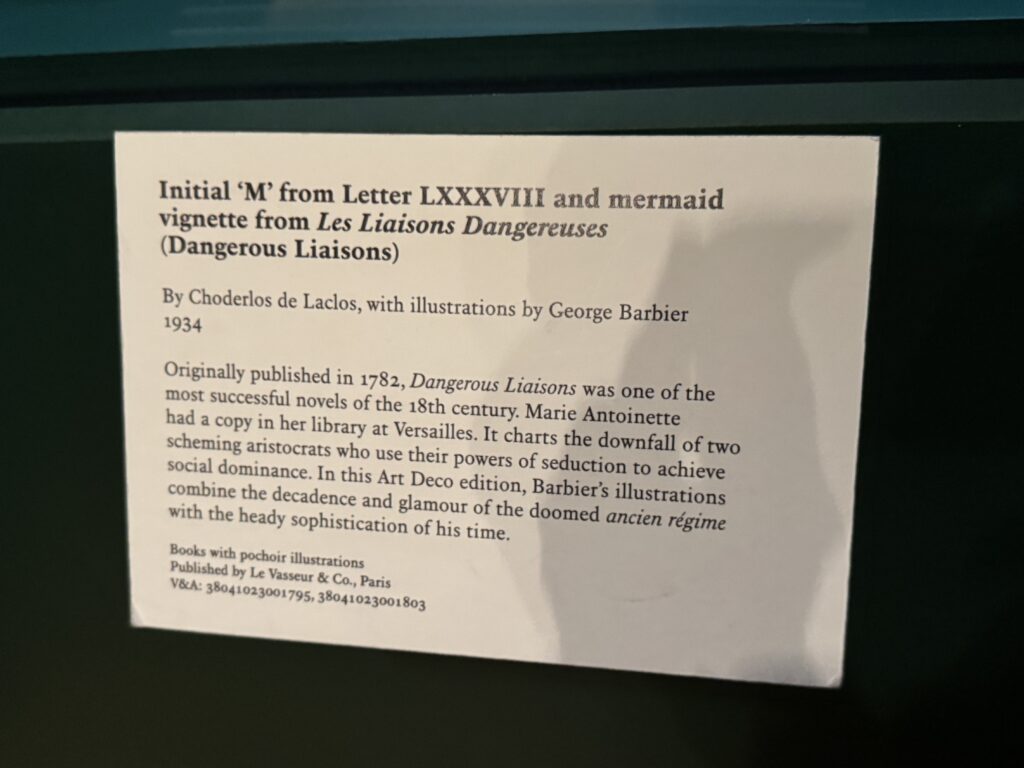 Initial ‘M’ from Letter LXXXVIII and mermaid
vignette from Les Liaisons Dangereuses
(Dangerous Liaisons)
By Choderlos de Laclos, with illustrations by George Barbier
1934
Originally published in 1782, Dangerous Liaisons was one of the
most successful novels of the 18th century. Marie Antoinette
had a copy in her library at Versailles. It charts the downfall of two
scheming aristocrats who use their powers of seduction to achieve
social dominance. In this Art Deco edition, Barbier’s illustrations
combine the decadence and glamour of the doomed ancien régime
with the heady sophistication of his time.
Books with pochoir illustrations
Published by Le Vasseur & Co., Paris
V&A: 38041023001795, 38041023001803